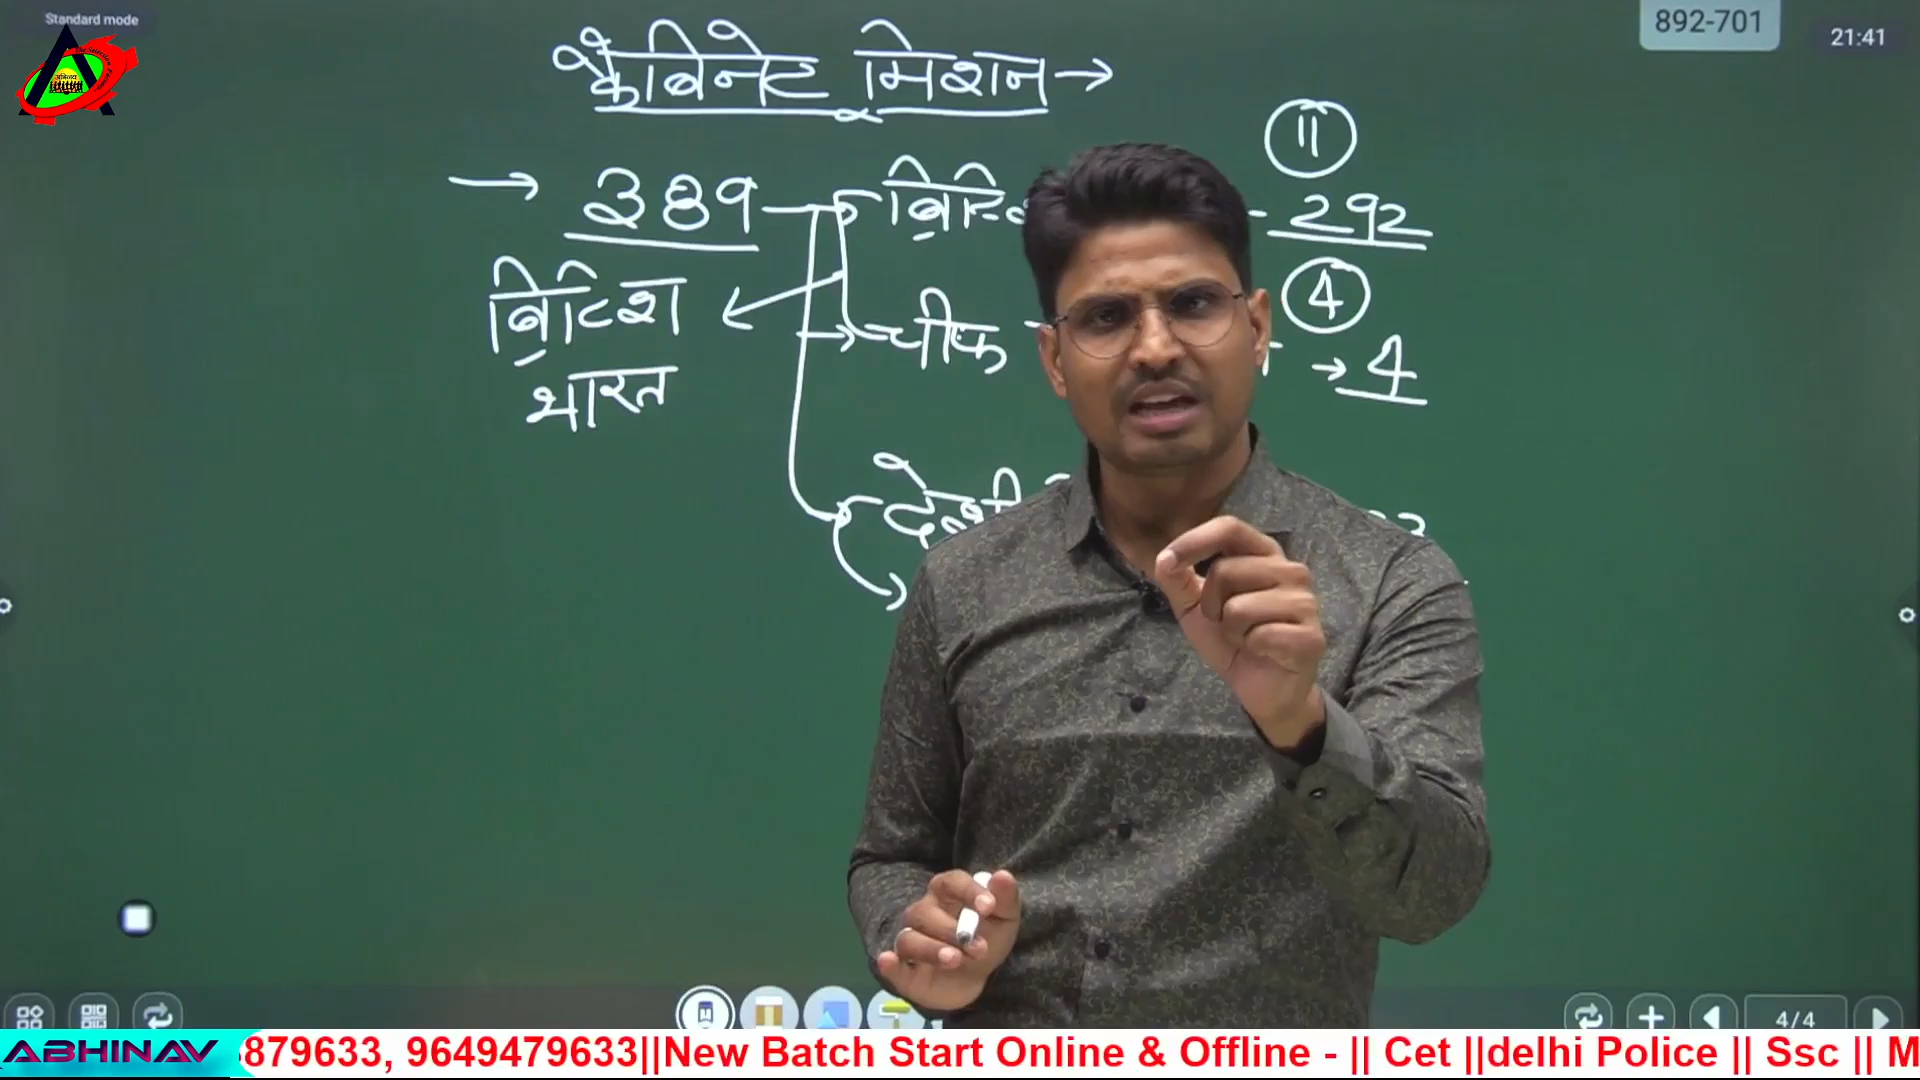 Standard mode
892-701
21:41
कैबिनेट मिशन →
11
→ 389
292
ब्रिटिश
भारत
4
चीफ
→ 4
देशी
4/4
ABHINAV
879633, 9649479633||New Batch Start Online & Offline - || Cet ||delhi Police || Ssc || M